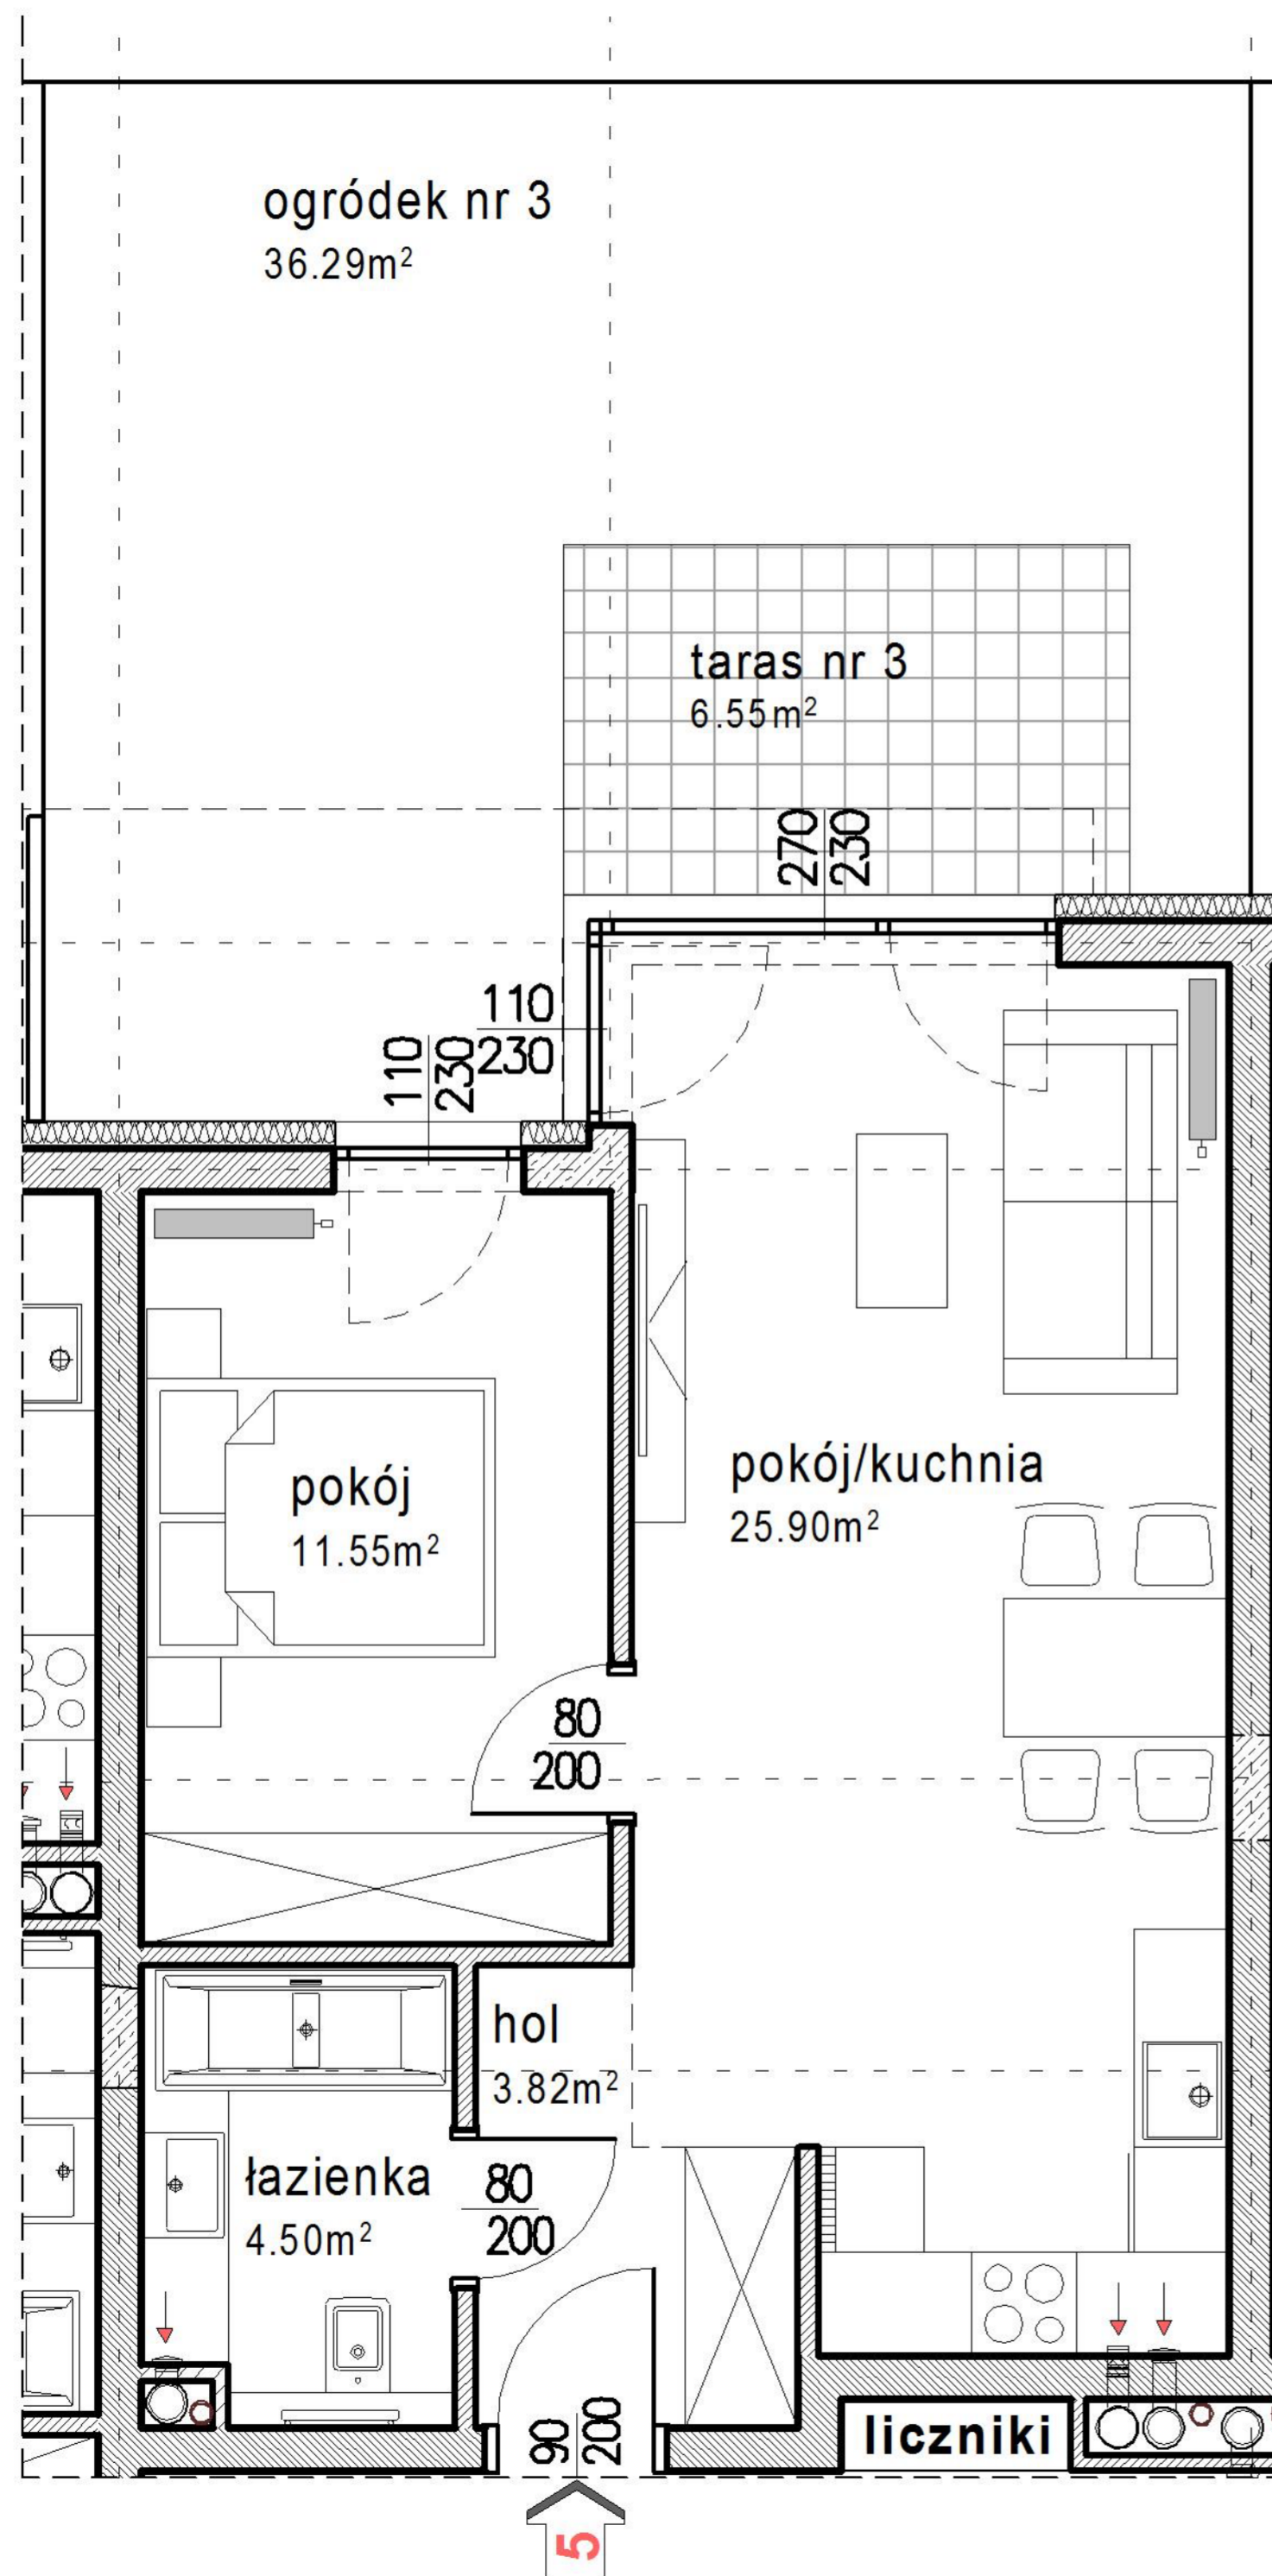 ogródek nr 3
36.29m²
taras nr 3
6.55m²
270
230
110
230
110
230
pokój/kuchnia
25.90m²
pokój
11.55m²
80
200
hol
3.82m²
łazienka
4.50m²
80
200
90
200
liczniki
5